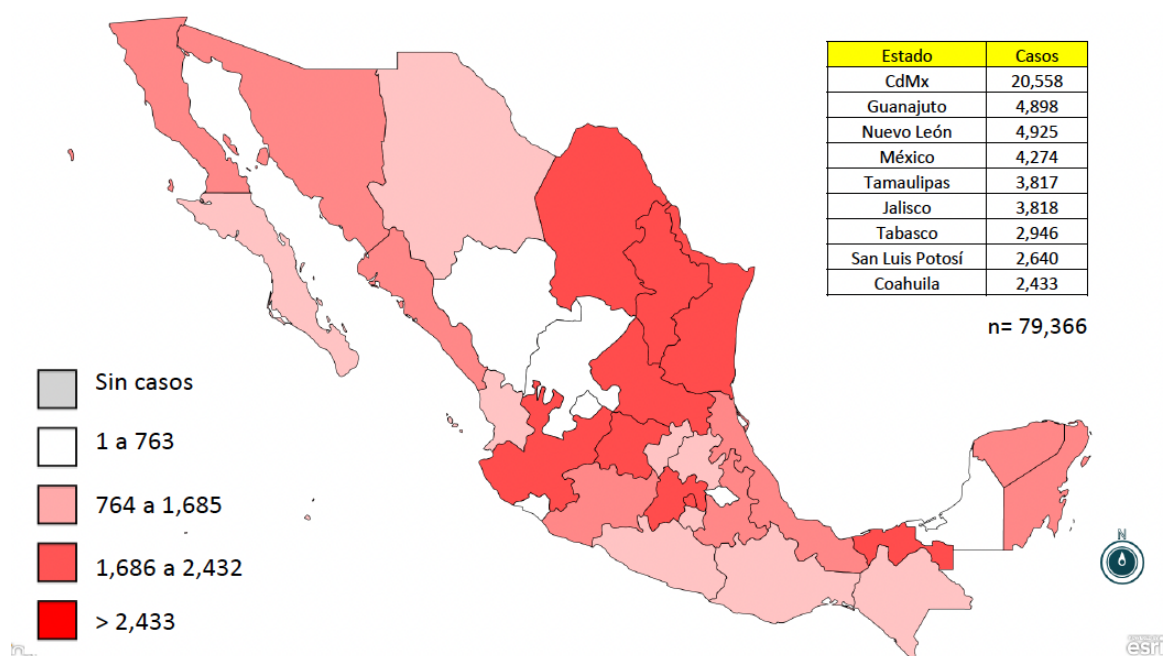 Estado Casos
CdMx 20,558
Guanajuto 4,898
Nuevo León 4,925
México 4,274
Tamaulipas 3,817
Jalisco 3,818
Tabasco 2,946
San Luis Potosí 2,640
Coahuila 2,433
n= 79,366
Sin casos
1 a 763
764 a 1,685
1,686 a 2,432
> 2,433
N
esri